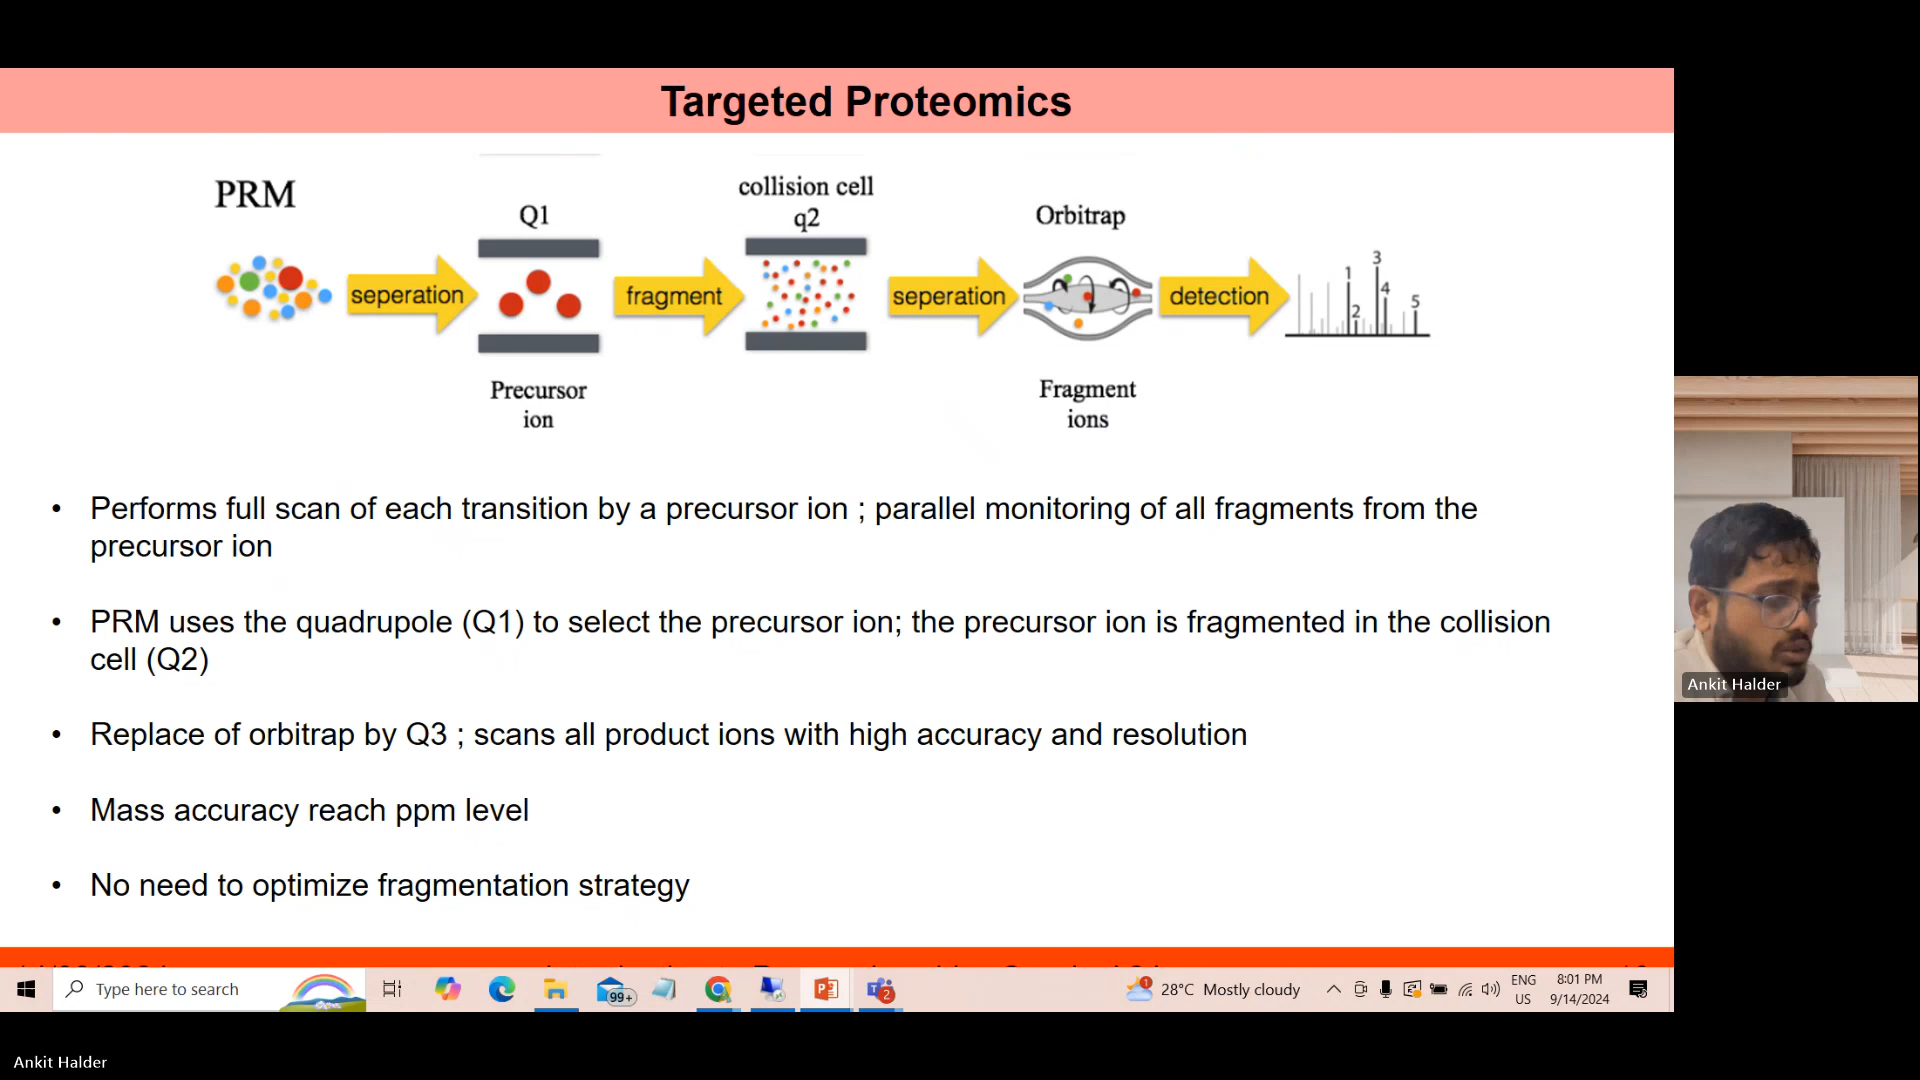 Targeted Proteomics
PRM
Q1
collision cell
q2
Orbitrap
seperation
fragment
seperation
detection
1
2
3
4
5
Precursor
ion
Fragment
ions
• Performs full scan of each transition by a precursor ion ; parallel monitoring of all fragments from the
precursor ion
• PRM uses the quadrupole (Q1) to select the precursor ion; the precursor ion is fragmented in the collision
cell (Q2)
• Replace of orbitrap by Q3 ; scans all product ions with high accuracy and resolution
• Mass accuracy reach ppm level
• No need to optimize fragmentation strategy
Ankit Halder
Type here to search
99+
2
1
28°C Mostly cloudy
ENG
US
8:01 PM
9/14/2024
Ankit Halder